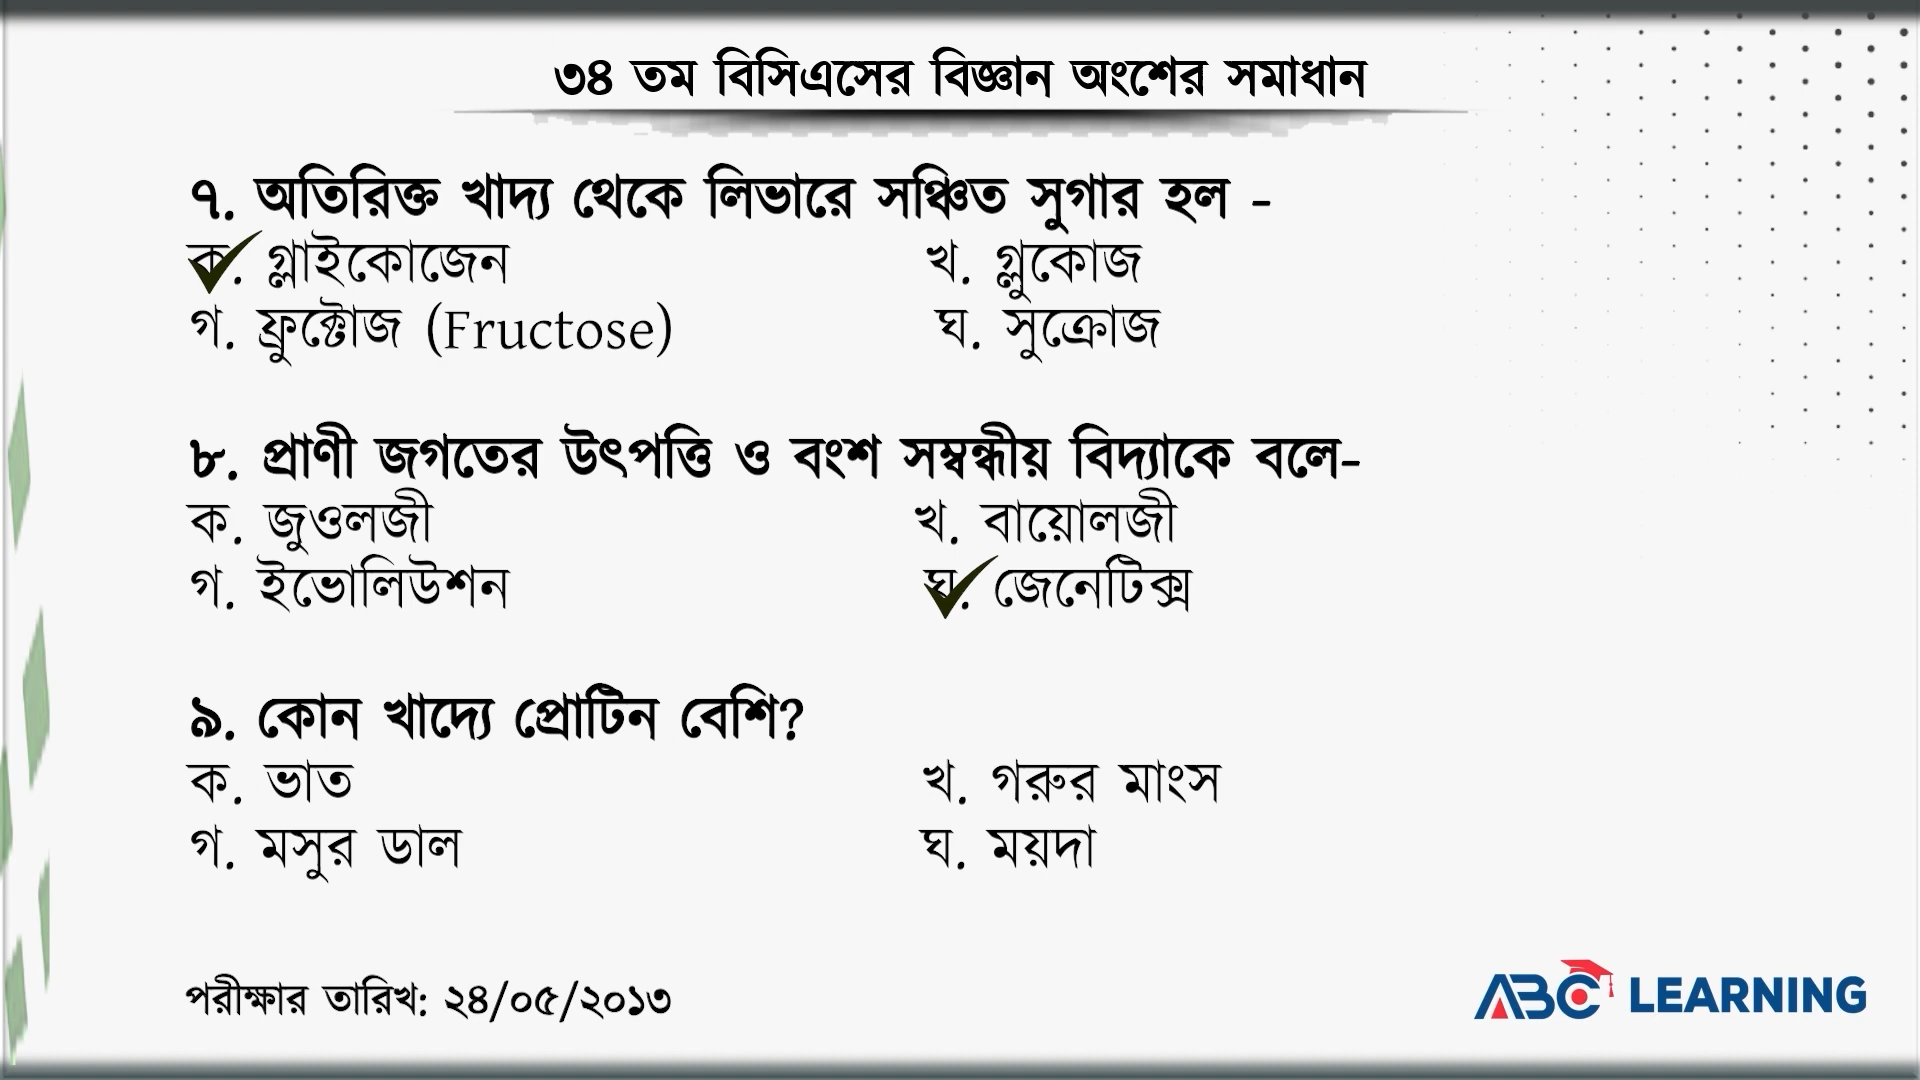 ৩৪ তম বিসিএসের বিজ্ঞান অংশের সমাধান
৭. অতিরিক্ত খাদ্য থেকে লিভারে সঞ্চিত সুগার হল -
ক. গ্লাইকোজেন খ. গ্লুকোজ
গ. ফ্রুক্টোজ (Fructose) ঘ. সুক্রোজ
৮. প্রাণী জগতের উৎপত্তি ও বংশ সম্বন্ধীয় বিদ্যাকে বলে-
ক. জুওলজী খ. বায়োলজী
গ. ইভোলিউশন ঘ. জেনেটিক্স
৯. কোন খাদ্যে প্রোটিন বেশি?
ক. ভাত খ. গরুর মাংস
গ. মসুর ডাল ঘ. ময়দা
পরীক্ষার তারিখ: ২৪/০৫/২০১৩
ABC LEARNING